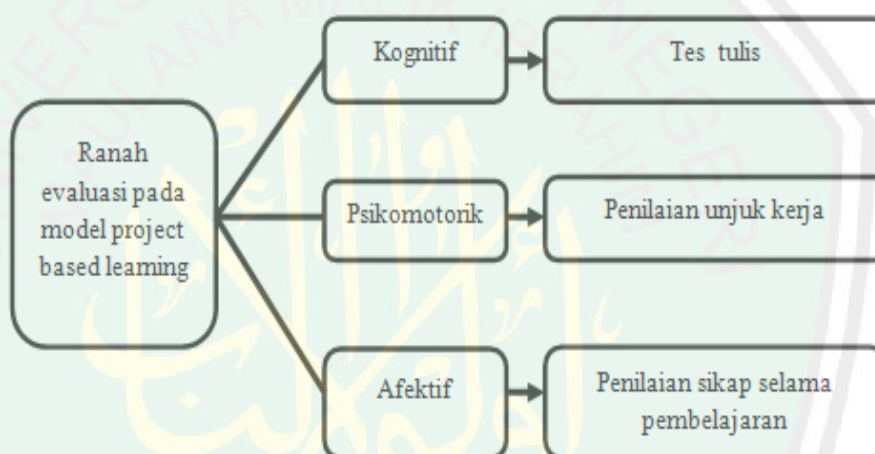 Kognitif
Tes tulis
Ranah
evaluasi pada
model project
based learning
Psikomotorik
Penilaian unjuk kerja
Afektif
Penilaian sikap selama
pembelajaran